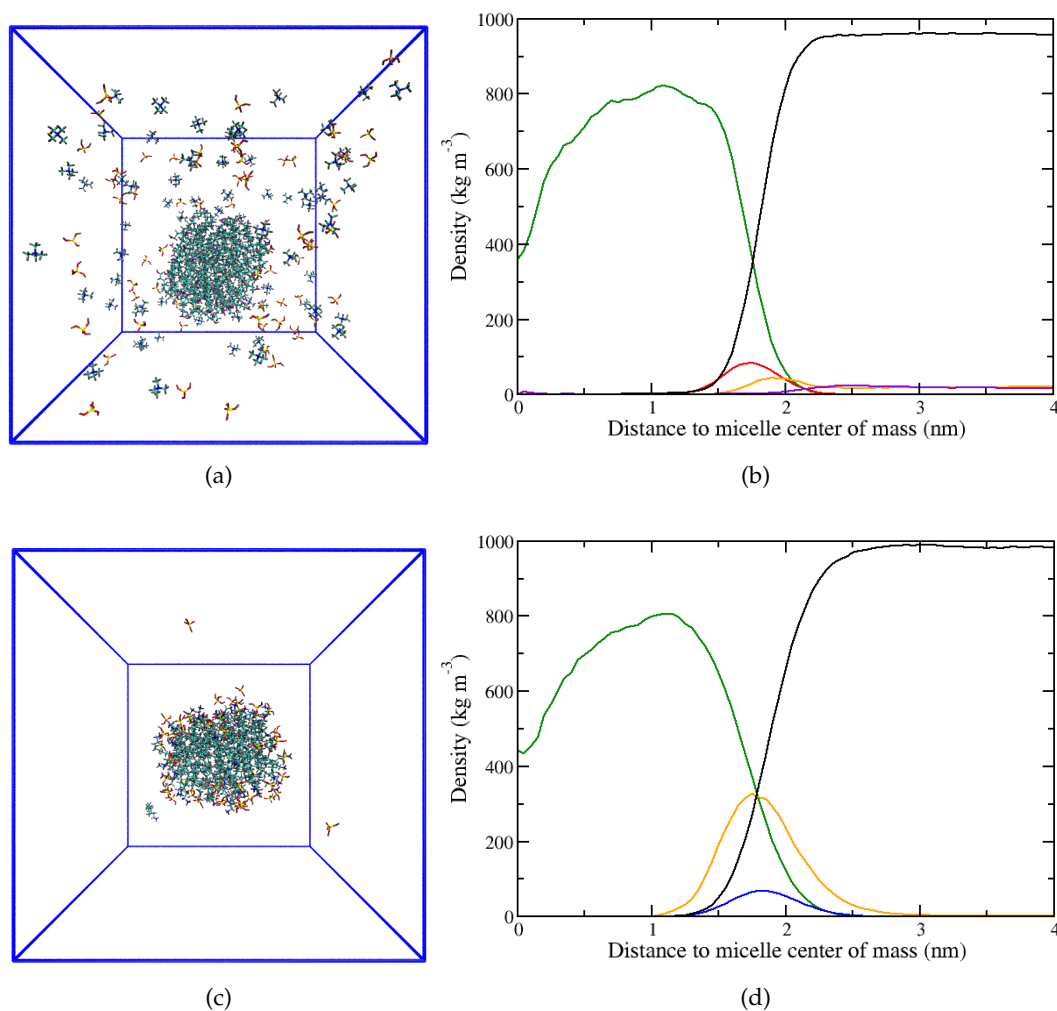 1000
800
600
400
200
0
Density (kg m-3)
0 1 2 3 4
Distance to micelle center of mass (nm)
(a)
(b)
1000
800
600
400
200
0
Density (kg m-3)
0 1 2 3 4
Distance to micelle center of mass (nm)
(c)
(d)